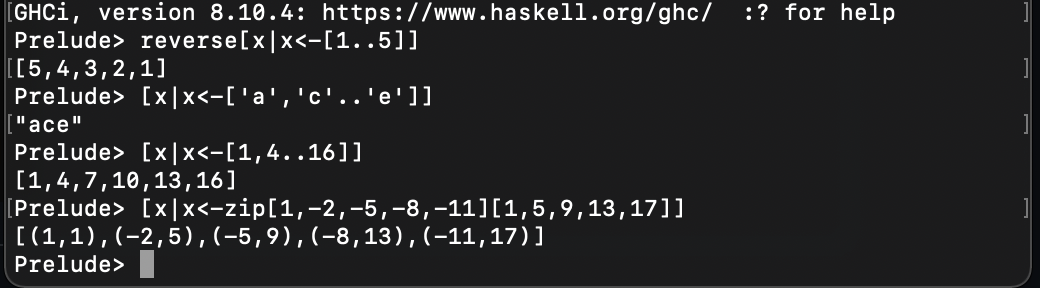 [GHCi, version 8.10.4: https://www.haskell.org/ghc/  :? for help ]
Prelude> reverse[x|x<-[1..5]]
[[5,4,3,2,1] ]
Prelude> [x|x<-['a','c'..'e']]
["ace" ]
Prelude> [x|x<-[1,4..16]]
[1,4,7,10,13,16]
[Prelude> [x|x<-zip[1,-2,-5,-8,-11][1,5,9,13,17]] ]
[(1,1),(-2,5),(-5,9),(-8,13),(-11,17)]
Prelude>